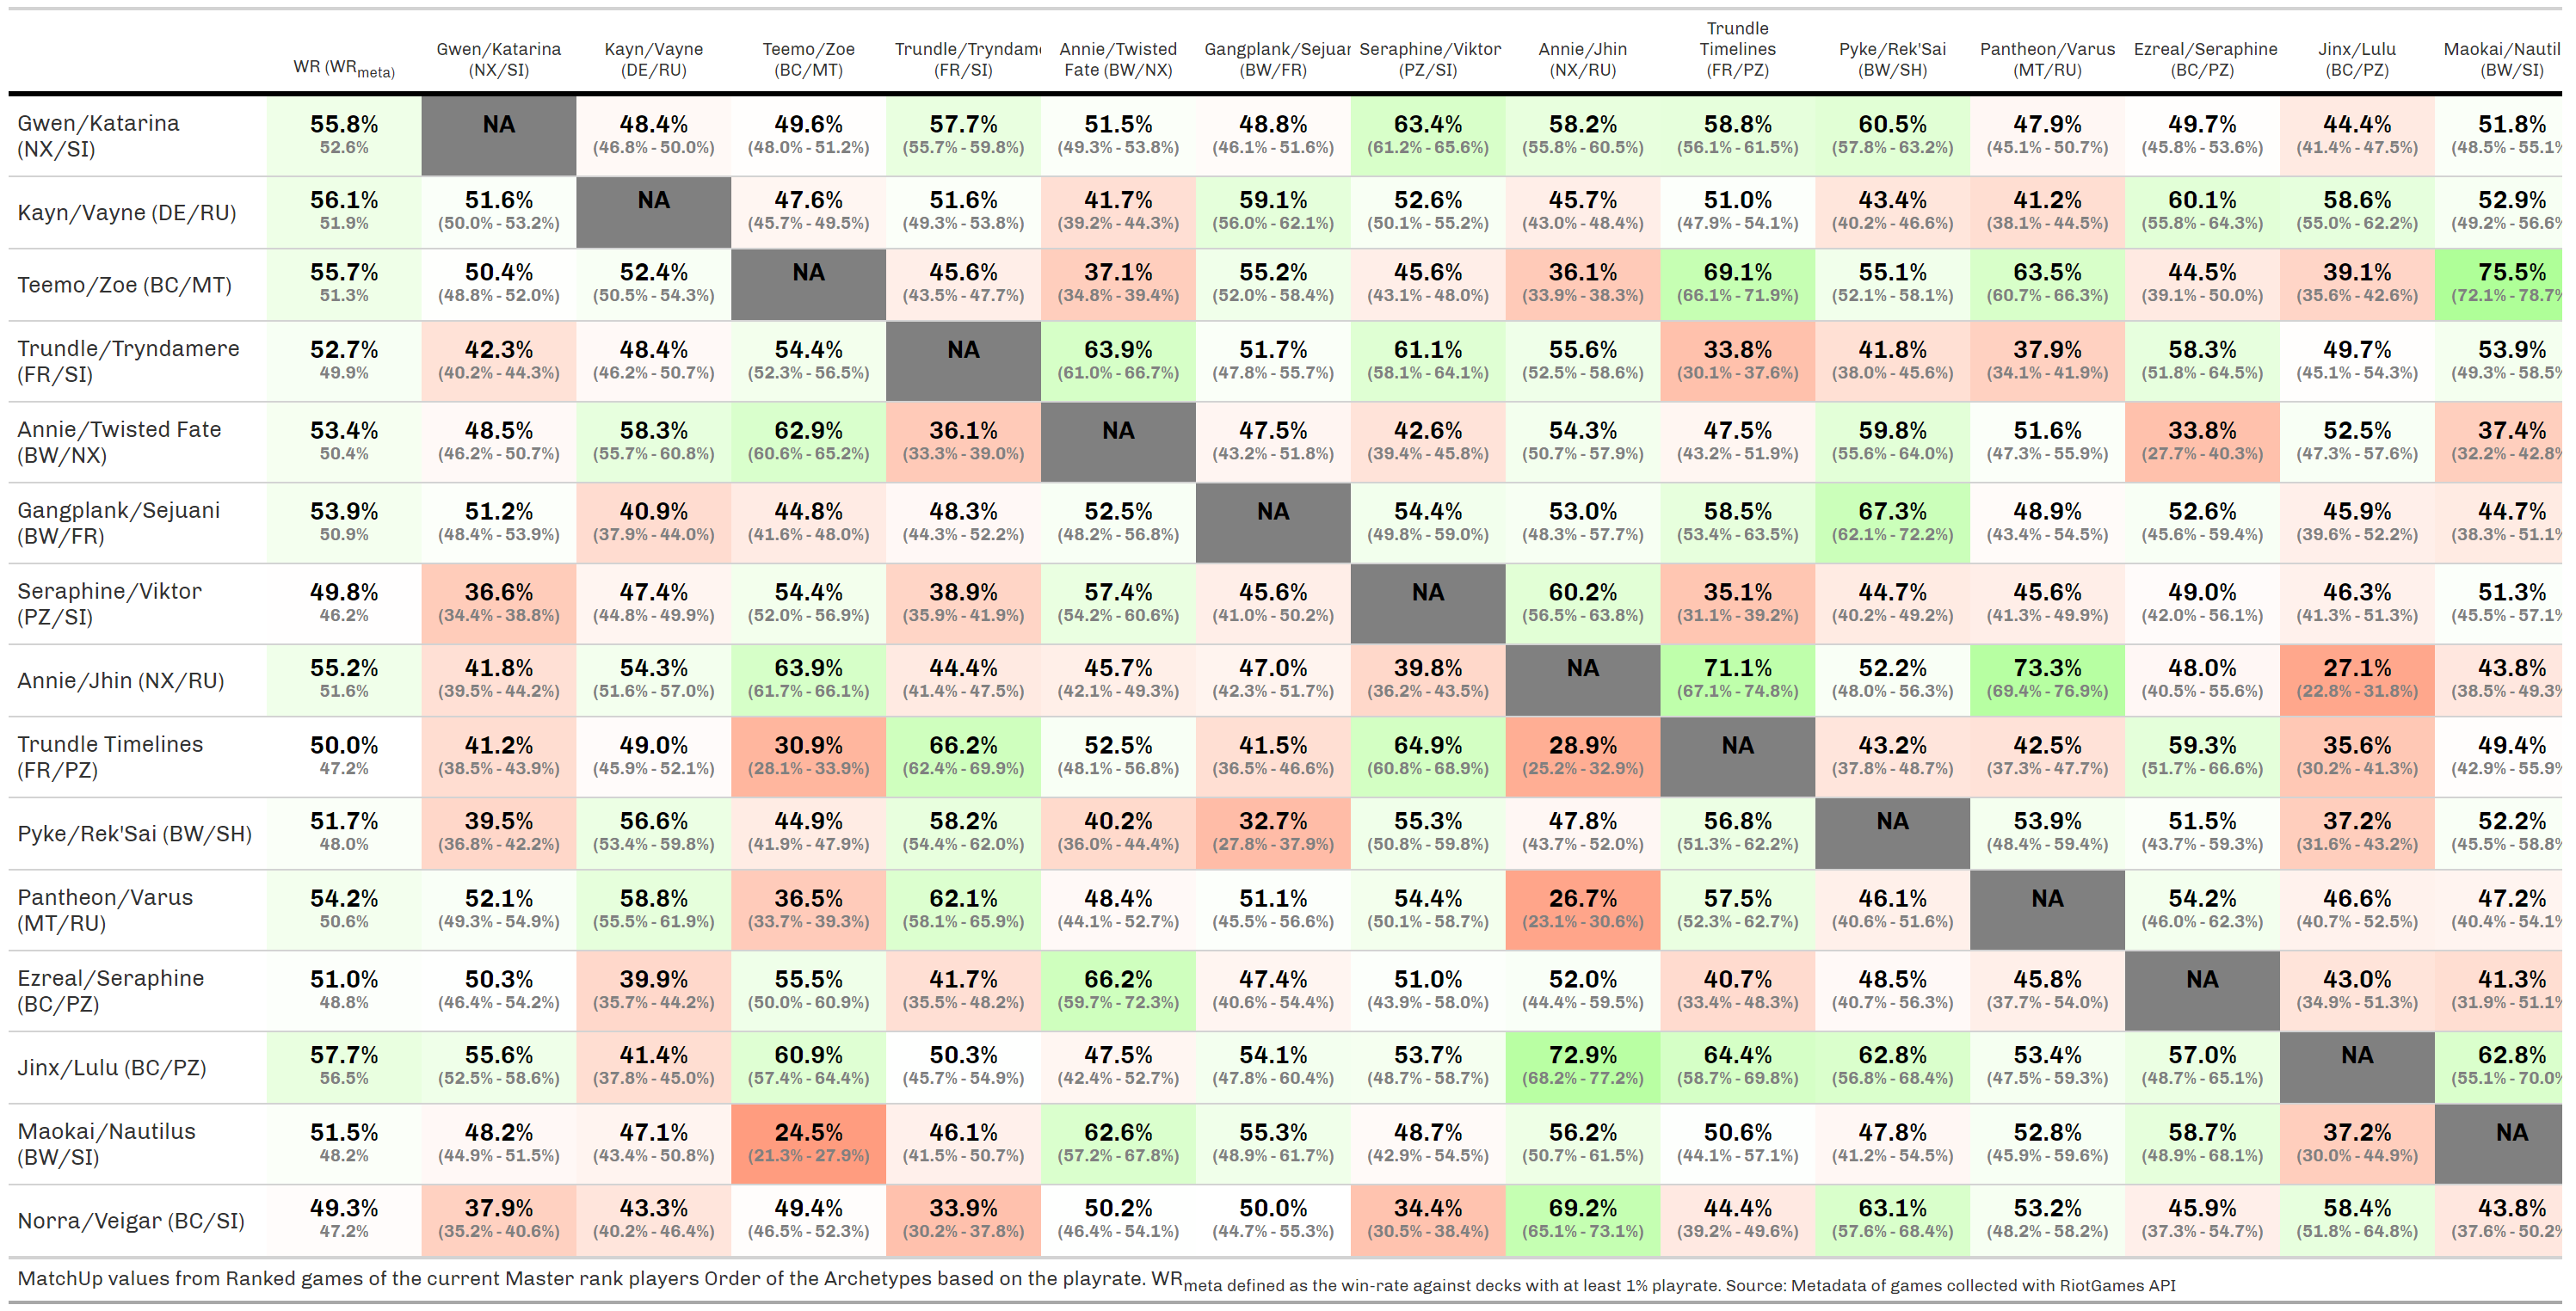 Trundle
Gwen/Katarina Kayn/Vayne Teemo/Zoe Trundle/Tryndam Annie/Twisted Gangplank/Sejuar Seraphine/Viktor Annie/Jhin Timelines Pyke/Rek'Sai Pantheon/Varus Ezreal/Seraphine Jinx/Lulu Maokai/Nautil
WR (WRmeta) (NX/SI) (DE/RU) (BC/MT) (FR/SI) Fate (BW/NX) (BW/FR) (PZ/SI) (NX/RU) (FR/PZ) (BW/SH) (MT/RU) (BC/PZ) (BC/PZ) (BW/SI)
Gwen/Katarina 55.8% NA 48.4% 49.6% 57.7% 51.5% 48.8% 63.4% 58.2% 58.8% 60.5% 47.9% 49.7% 44.4% 51.8%
(NX/SI) 52.6% (46.8% - 50.0%) (48.0% - 51.2%) (55.7% - 59.8%) (49.3% - 53.8%) (46.1% - 51.6%) (61.2% - 65.6%) (55.8% - 60.5%) (56.1% - 61.5%) (57.8% - 63.2%) (45.1% - 50.7%) (45.8% - 53.6%) (41.4% - 47.5%) (48.5% - 55.1%
Kayn/Vayne (DE/RU) 56.1% 51.6% NA 47.6% 51.6% 41.7% 59.1% 52.6% 45.7% 51.0% 43.4% 41.2% 60.1% 58.6% 52.9%
51.9% (50.0% - 53.2%) (45.7% - 49.5%) (49.3% - 53.8%) (39.2% - 44.3%) (56.0% - 62.1%) (50.1% - 55.2%) (43.0% - 48.4%) (47.9% - 54.1%) (40.2% - 46.6%) (38.1% - 44.5%) (55.8% - 64.3%) (55.0% - 62.2%) (49.2% - 56.6%
Teemo/Zoe (BC/MT) 55.7% 50.4% 52.4% NA 45.6% 37.1% 55.2% 45.6% 36.1% 69.1% 55.1% 63.5% 44.5% 39.1% 75.5%
51.3% (48.8% - 52.0%) (50.5% - 54.3%) (43.5% - 47.7%) (34.8% - 39.4%) (52.0% - 58.4%) (43.1% - 48.0%) (33.9% - 38.3%) (66.1% - 71.9%) (52.1% - 58.1%) (60.7% - 66.3%) (39.1% - 50.0%) (35.6% - 42.6%) (72.1% - 78.7%
Trundle/Tryndamere 52.7% 42.3% 48.4% 54.4% NA 63.9% 51.7% 61.1% 55.6% 33.8% 41.8% 37.9% 58.3% 49.7% 53.9%
(FR/SI) 49.9% (40.2% - 44.3%) (46.2% - 50.7%) (52.3% - 56.5%) (61.0% - 66.7%) (47.8% - 55.7%) (58.1% - 64.1%) (52.5% - 58.6%) (30.1% - 37.6%) (38.0% - 45.6%) (34.1% - 41.9%) (51.8% - 64.5%) (45.1% - 54.3%) (49.3% - 58.5%
Annie/Twisted Fate 53.4% 48.5% 58.3% 62.9% 36.1% NA 47.5% 42.6% 54.3% 47.5% 59.8% 51.6% 33.8% 52.5% 37.4%
(BW/NX) 50.4% (46.2% - 50.7%) (55.7% - 60.8%) (60.6% - 65.2%) (33.3% - 39.0%) (43.2% - 51.8%) (39.4% - 45.8%) (50.7% - 57.9%) (43.2% - 51.9%) (55.6% - 64.0%) (47.3% - 55.9%) (27.7% - 40.3%) (47.3% - 57.6%) (32.2% - 42.8%
Gangplank/Sejuani 53.9% 51.2% 40.9% 44.8% 48.3% 52.5% NA 54.4% 53.0% 58.5% 67.3% 48.9% 52.6% 45.9% 44.7%
(BW/FR) 50.9% (48.4% - 53.9%) (37.9% - 44.0%) (41.6% - 48.0%) (44.3% - 52.2%) (48.2% - 56.8%) (49.8% - 59.0%) (48.3% - 57.7%) (53.4% - 63.5%) (62.1% - 72.2%) (43.4% - 54.5%) (45.6% - 59.4%) (39.6% - 52.2%) (38.3% - 51.1%
Seraphine/Viktor 49.8% 36.6% 47.4% 54.4% 38.9% 57.4% 45.6% NA 60.2% 35.1% 44.7% 45.6% 49.0% 46.3% 51.3%
(PZ/SI) 46.2% (34.4% - 38.8%) (44.8% - 49.9%) (52.0% - 56.9%) (35.9% - 41.9%) (54.2% - 60.6%) (41.0% - 50.2%) (56.5% - 63.8%) (31.1% - 39.2%) (40.2% - 49.2%) (41.3% - 49.9%) (42.0% - 56.1%) (41.3% - 51.3%) (45.5% - 57.1%
Annie/Jhin (NX/RU) 55.2% 41.8% 54.3% 63.9% 44.4% 45.7% 47.0% 39.8% NA 71.1% 52.2% 73.3% 48.0% 27.1% 43.8%
51.6% (39.5% - 44.2%) (51.6% - 57.0%) (61.7% - 66.1%) (41.4% - 47.5%) (42.1% - 49.3%) (42.3% - 51.7%) (36.2% - 43.5%) (67.1% - 74.8%) (48.0% - 56.3%) (69.4% - 76.9%) (40.5% - 55.6%) (22.8% - 31.8%) (38.5% - 49.3%
Trundle Timelines 50.0% 41.2% 49.0% 30.9% 66.2% 52.5% 41.5% 64.9% 28.9% NA 43.2% 42.5% 59.3% 35.6% 49.4%
(FR/PZ) 47.2% (38.5% - 43.9%) (45.9% - 52.1%) (28.1% - 33.9%) (62.4% - 69.9%) (48.1% - 56.8%) (36.5% - 46.6%) (60.8% - 68.9%) (25.2% - 32.9%) (37.8% - 48.7%) (37.3% - 47.7%) (51.7% - 66.6%) (30.2% - 41.3%) (42.9% - 55.9%
Pyke/Rek'Sai (BW/SH) 51.7% 39.5% 56.6% 44.9% 58.2% 40.2% 32.7% 55.3% 47.8% 56.8% NA 53.9% 51.5% 37.2% 52.2%
48.0% (36.8% - 42.2%) (53.4% - 59.8%) (41.9% - 47.9%) (54.4% - 62.0%) (36.0% - 44.4%) (27.8% - 37.9%) (50.8% - 59.8%) (43.7% - 52.0%) (51.3% - 62.2%) (48.4% - 59.4%) (43.7% - 59.3%) (31.6% - 43.2%) (45.5% - 58.8%
Pantheon/Varus 54.2% 52.1% 58.8% 36.5% 62.1% 48.4% 51.1% 54.4% 26.7% 57.5% 46.1% NA 54.2% 46.6% 47.2%
(MT/RU) 50.6% (49.3% - 54.9%) (55.5% - 61.9%) (33.7% - 39.3%) (58.1% - 65.9%) (44.1% - 52.7%) (45.5% - 56.6%) (50.1% - 58.7%) (23.1% - 30.6%) (52.3% - 62.7%) (40.6% - 51.6%) (46.0% - 62.3%) (40.7% - 52.5%) (40.4% - 54.1%
Ezreal/Seraphine 51.0% 50.3% 39.9% 55.5% 41.7% 66.2% 47.4% 51.0% 52.0% 40.7% 48.5% 45.8% NA 43.0% 41.3%
(BC/PZ) 48.8% (46.4% - 54.2%) (35.7% - 44.2%) (50.0% - 60.9%) (35.5% - 48.2%) (59.7% - 72.3%) (40.6% - 54.4%) (43.9% - 58.0%) (44.4% - 59.5%) (33.4% - 48.3%) (40.7% - 56.3%) (37.7% - 54.0%) (34.9% - 51.3%) (31.9% - 51.1%
Jinx/Lulu (BC/PZ) 57.7% 55.6% 41.4% 60.9% 50.3% 47.5% 54.1% 53.7% 72.9% 64.4% 62.8% 53.4% 57.0% NA 62.8%
56.5% (52.5% - 58.6%) (37.8% - 45.0%) (57.4% - 64.4%) (45.7% - 54.9%) (42.4% - 52.7%) (47.8% - 60.4%) (48.7% - 58.7%) (68.2% - 77.2%) (58.7% - 69.8%) (56.8% - 68.4%) (47.5% - 59.3%) (48.7% - 65.1%) (55.1% - 70.0%
Maokai/Nautilus 51.5% 48.2% 47.1% 24.5% 46.1% 62.6% 55.3% 48.7% 56.2% 50.6% 47.8% 52.8% 58.7% 37.2% NA
(BW/SI) 48.2% (44.9% - 51.5%) (43.4% - 50.8%) (21.3% - 27.9%) (41.5% - 50.7%) (57.2% - 67.8%) (48.9% - 61.7%) (42.9% - 54.5%) (50.7% - 61.5%) (44.1% - 57.1%) (41.2% - 54.5%) (45.9% - 59.6%) (48.9% - 68.1%) (30.0% - 44.9%)
Norra/Veigar (BC/SI) 49.3% 37.9% 43.3% 49.4% 33.9% 50.2% 50.0% 34.4% 69.2% 44.4% 63.1% 53.2% 45.9% 58.4% 43.8%
47.2% (35.2% - 40.6%) (40.2% - 46.4%) (46.5% - 52.3%) (30.2% - 37.8%) (46.4% - 54.1%) (44.7% - 55.3%) (30.5% - 38.4%) (65.1% - 73.1%) (39.2% - 49.6%) (57.6% - 68.4%) (48.2% - 58.2%) (37.3% - 54.7%) (51.8% - 64.8%) (37.6% - 50.2%
MatchUp values from Ranked games of the current Master rank players Order of the Archetypes based on the playrate. WRmeta defined as the win-rate against decks with at least 1% playrate. Source: Metadata of games collected with RiotGames API